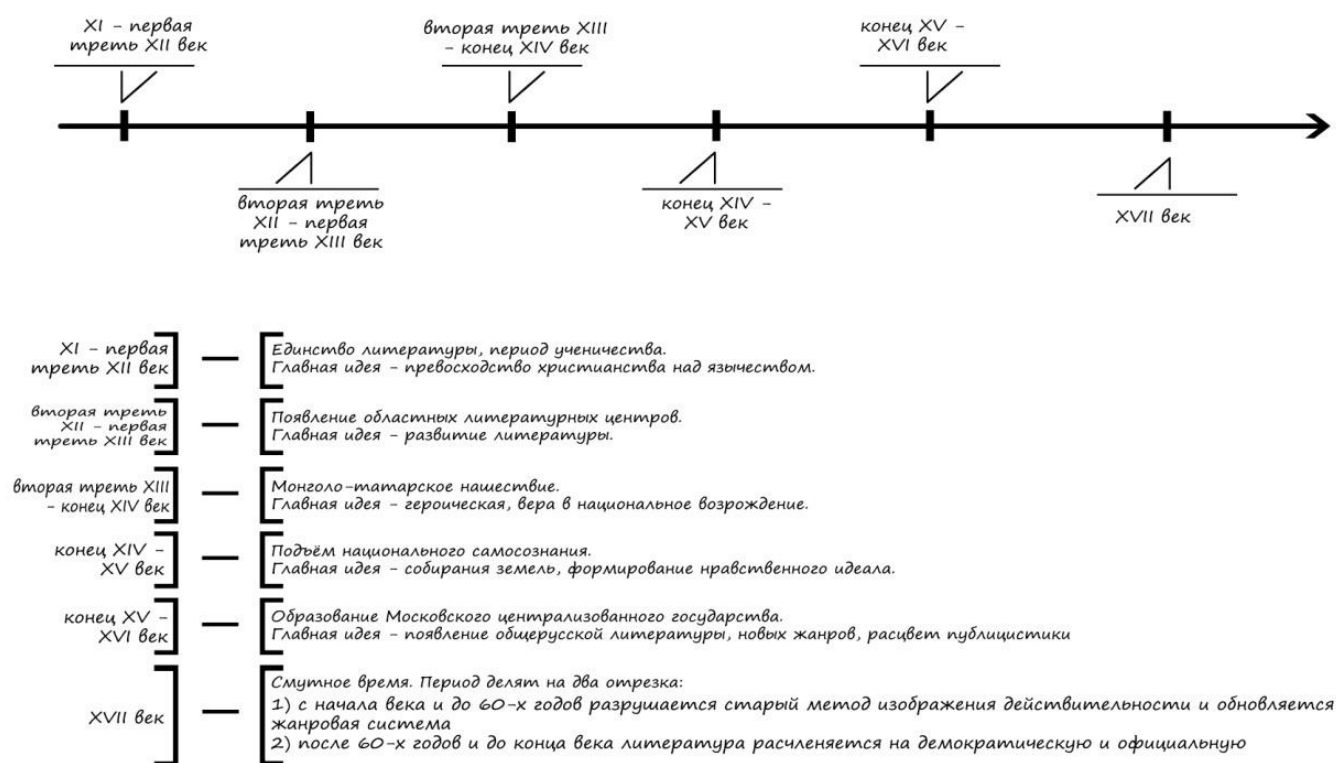 XI - первая
треть XII век
вторая треть XIII
- конец XIV век
конец XV -
XVI век
вторая треть
XII - первая
треть XIII век
конец XIV -
XV век
XVII век
XI - первая
треть XII век
Единство литературы, период ученичества.
Главная идея - превосходство христианства над язычеством.
вторая треть
XII - первая
треть XIII век
Появление областных литературных центров.
Главная идея - развитие литературы.
вторая треть XIII
- конец XIV век
Монголо-татарское нашествие.
Главная идея - героическая, вера в национальное возрождение.
конец XIV -
XV век
Подъём национального самосознания.
Главная идея - собирания земель, формирование нравственного идеала.
конец XV -
XVI век
Образование Московского централизованного государства.
Главная идея - появление общерусской литературы, новых жанров, расцвет публицистики
XVII век
Смутное время. Период делят на два отрезка:
1) с начала века и до 60-х годов разрушается старый метод изображения действительности и обновляется
жанровая система
2) после 60-х годов и до конца века литература расчленяется на демократическую и официальную